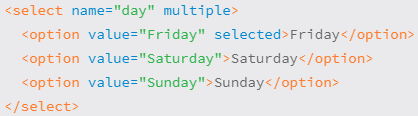 <select name="day" multiple>
  <option value="Friday" selected>Friday</option>
  <option value="Saturday">Saturday</option>
  <option value="Sunday">Sunday</option>
</select>